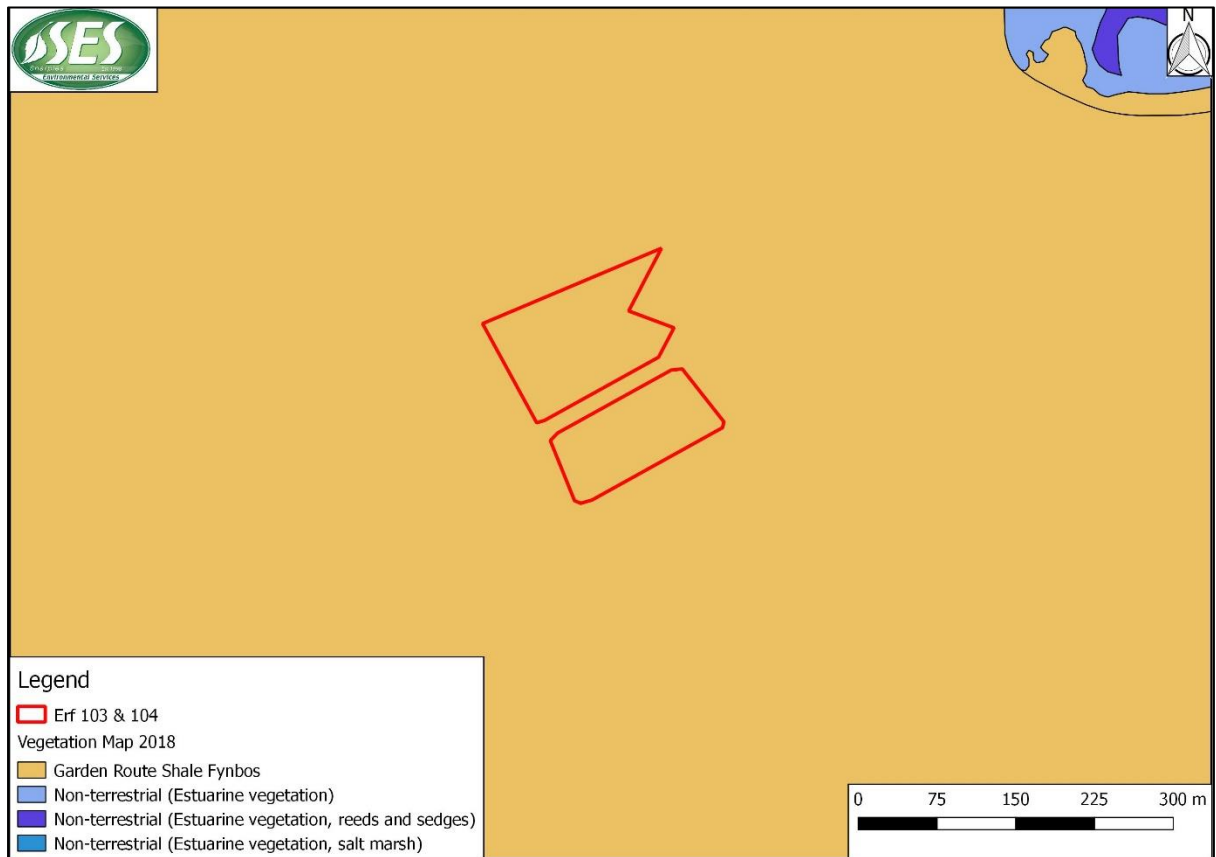 SES
Environmental Services
N
Legend
Erf 103 & 104
Vegetation Map 2018
Garden Route Shale Fynbos
Non-terrestrial (Estuarine vegetation)
Non-terrestrial (Estuarine vegetation, reeds and sedges)
Non-terrestrial (Estuarine vegetation, salt marsh)
0 75 150 225 300 m